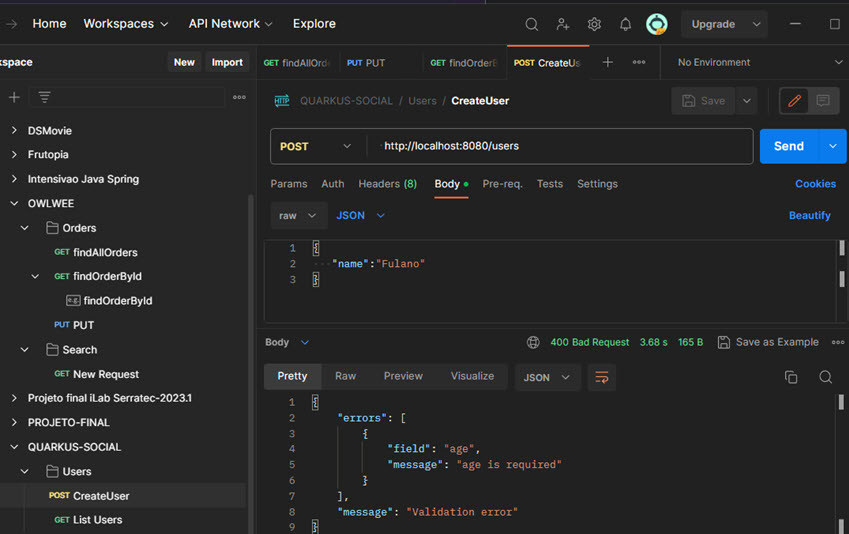 Home Workspaces API Network Explore Upgrade
kspace New Import
GET findAllOrd PUT PUT GET findOrderB POST CreateUs No Environment
QUARKUS-SOCIAL / Users / CreateUser Save
DSMovie
Frutopia
Intensivao Java Spring
OWLWEE
Orders
GET findAllOrders
GET findOrderById
e.g. findOrderById
PUT PUT
Search
GET New Request
Projeto final iLab Serratec-2023.1
PROJETO-FINAL
QUARKUS-SOCIAL
Users
POST CreateUser
GET List Users
HTTP
POST http://localhost:8080/users Send
Params Auth Headers (8) Body Pre-req. Tests Settings Cookies
raw JSON Beautify
1 {
2 "name":"Fulano"
3 }
Body 400 Bad Request 3.68 s 165 B Save as Example
Pretty Raw Preview Visualize JSON
1 {
2 "errors": [
3 {
4 "field": "age",
5 "message": "age is required"
6 }
7 ],
8 "message": "Validation error"
9 }